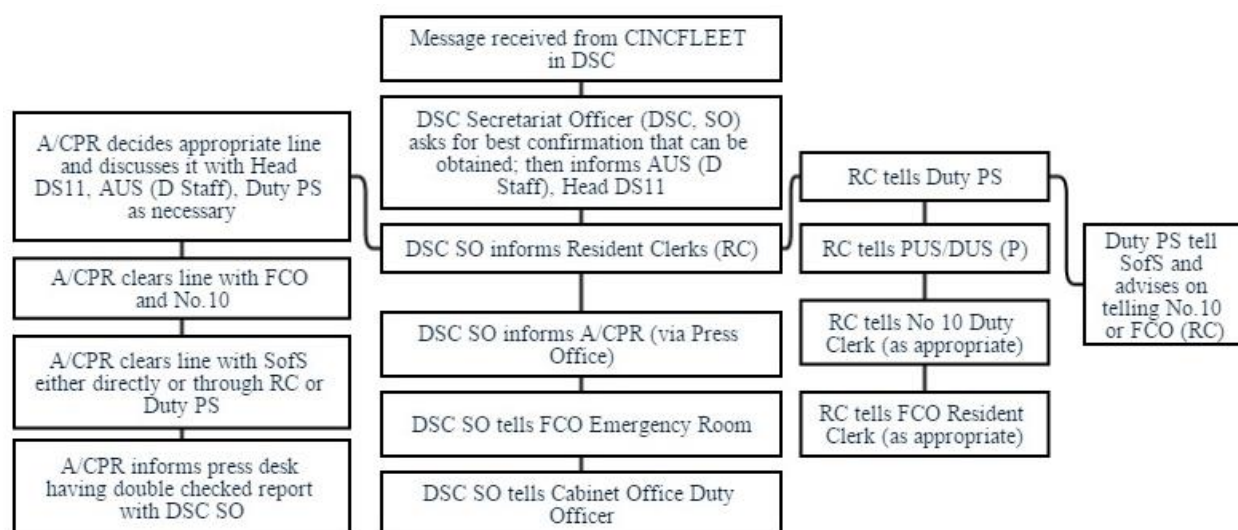 Message received from CINCFLEET
in DSC
DSC Secretariat Officer (DSC, SO)
asks for best confirmation that can be
obtained; then informs AUS (D
Staff), Head DS11
DSC SO informs Resident Clerks (RC)
DSC SO informs A/CPR (via Press
Office)
DSC SO tells FCO Emergency Room
DSC SO tells Cabinet Office Duty
Officer
A/CPR decides appropriate line
and discusses it with Head
DS11, AUS (D Staff), Duty PS
as necessary
A/CPR clears line with FCO
and No.10
A/CPR clears line with SofS
either directly or through RC or
Duty PS
A/CPR informs press desk
having double checked report
with DSC SO
RC tells Duty PS
RC tells PUS/DUS (P)
RC tells No 10 Duty
Clerk (as appropriate)
RC tells FCO Resident
Clerk (as appropriate)
Duty PS tell
SofS and
advises on
telling No.10
or FCO (RC)